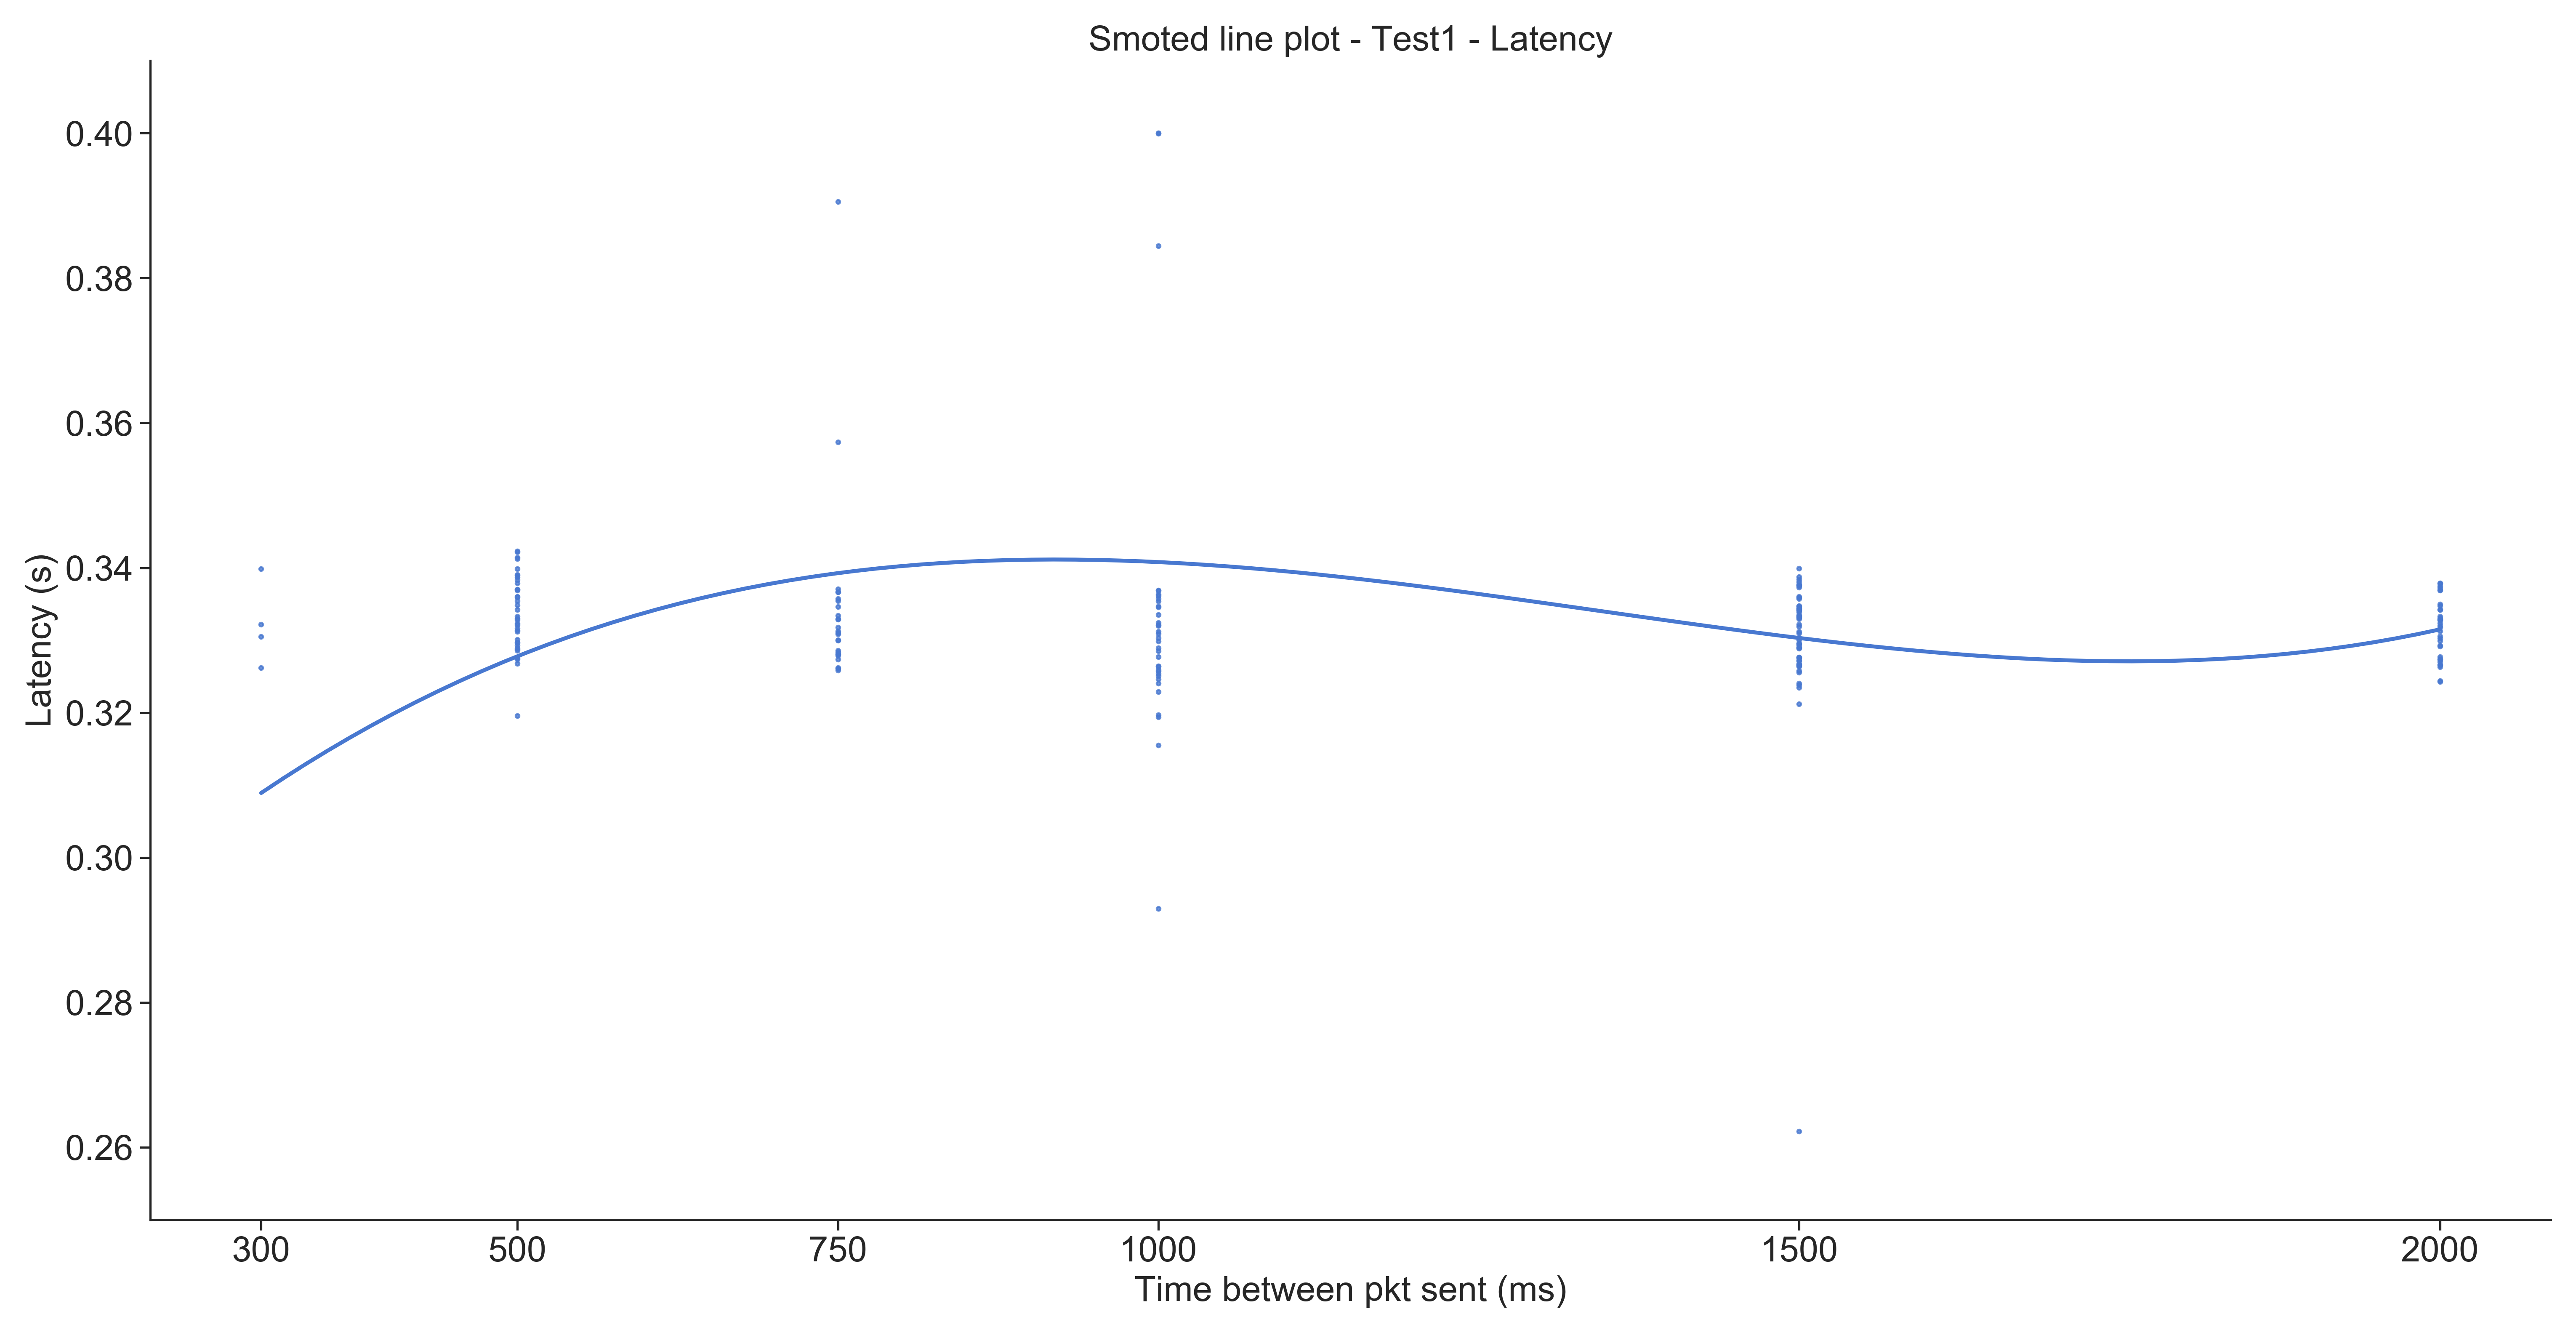 Smoted line plot - Test1 - Latency
0.40
0.38
0.36
0.34
0.32
0.30
0.28
0.26
Latency (s)
300 500 750 1000 1500 2000
Time between pkt sent (ms)